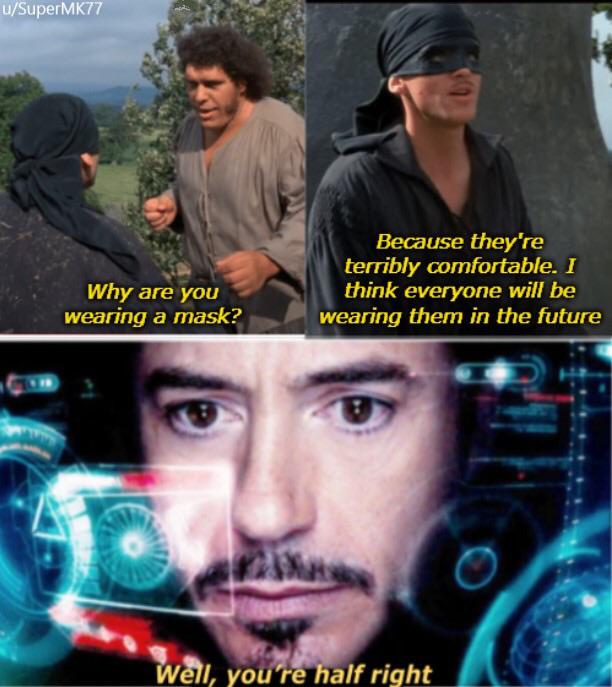 u/SuperMK77
Why are you
wearing a mask?
Because they're
terribly comfortable. I
think everyone will be
wearing them in the future
Well, you're half right